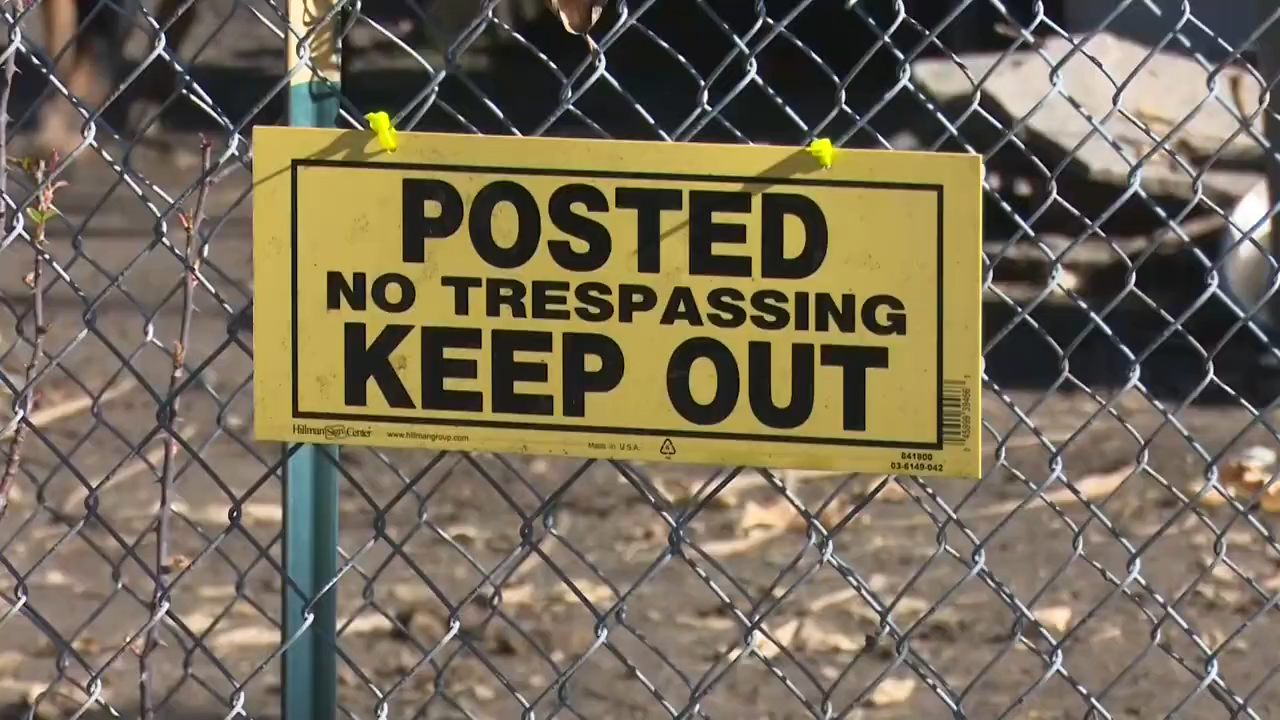 POSTED
NO TRESPASSING
KEEP OUT
Hillman Sign Center www.hillmangroup.com Made in U.S.A.
841800
03-6149-042